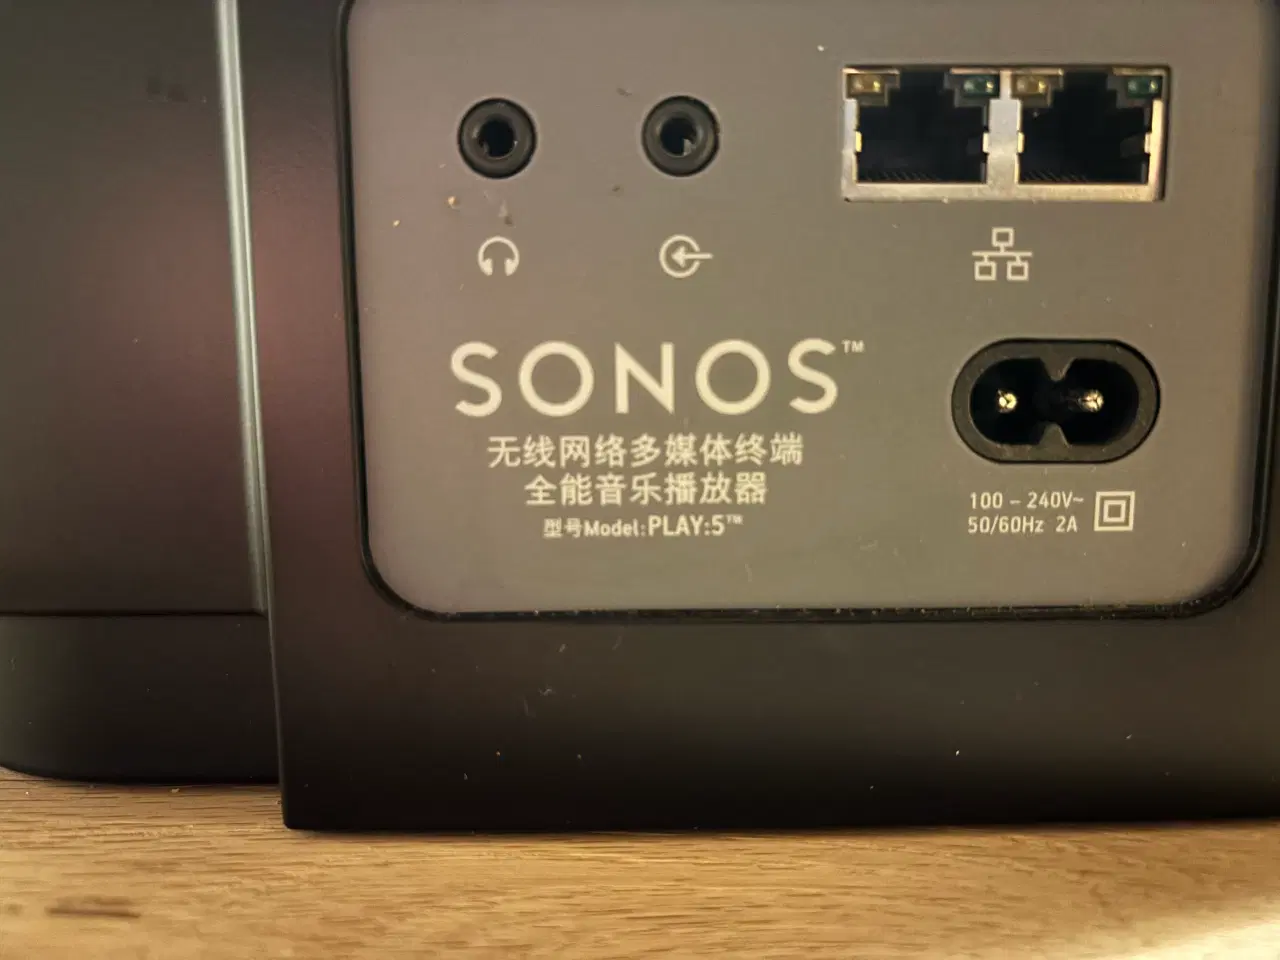 SONOS™
无线网络多媒体终端
全能音乐播放器
型号Model:PLAY:5™
100 – 240V~
50/60Hz 2A